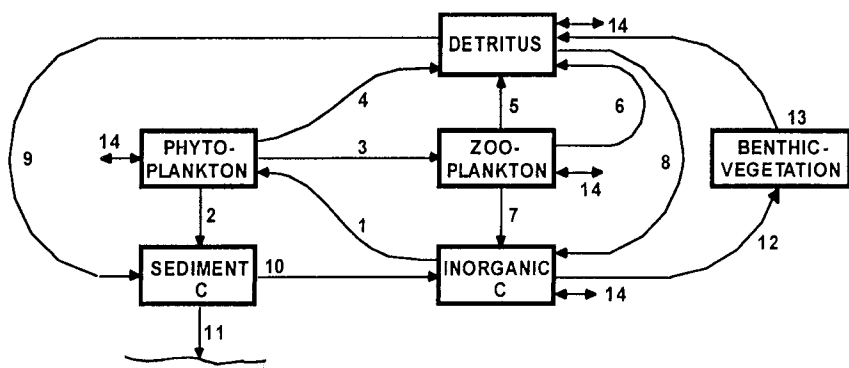 14
DETRITUS
4
5
6
13
9
14
PHYTO-
PLANKTON
3
ZOO-
PLANKTON
14
8
BENTHIC-
VEGETATION
2
1
7
12
SEDIMENT
C
10
INORGANIC
C
14
11